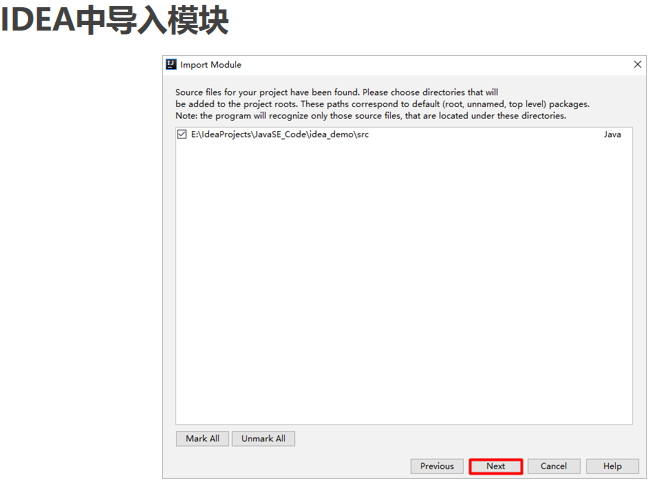 IDEA中导入模块
Import Module
Source files for your project have been found. Please choose directories that will
be added to the project roots. These paths correspond to default (root, unnamed, top level) packages.
Note: the program will recognize only those source files, that are located under these directories.
E:\IdeaProjects\JavaSE_Code\idea_demo\src Java
Mark All Unmark All
Previous Next Cancel Help